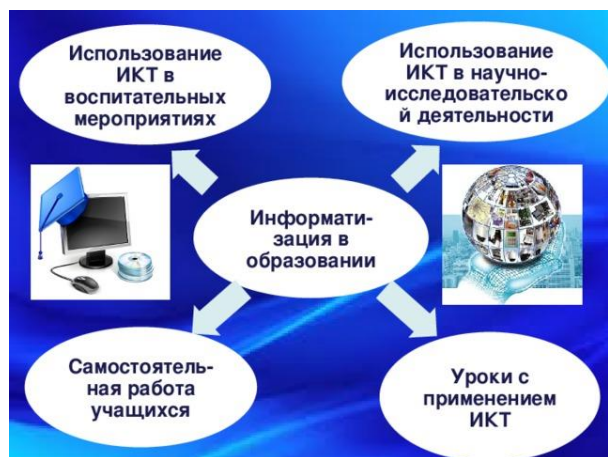 Использование
ИКТ в
воспитательных
мероприятиях
Использование
ИКТ в научно-
исследовательско
й деятельности
Информати-
зация в
образовании
Самостоятель-
ная работа
учащихся
Уроки с
применением
ИКТ